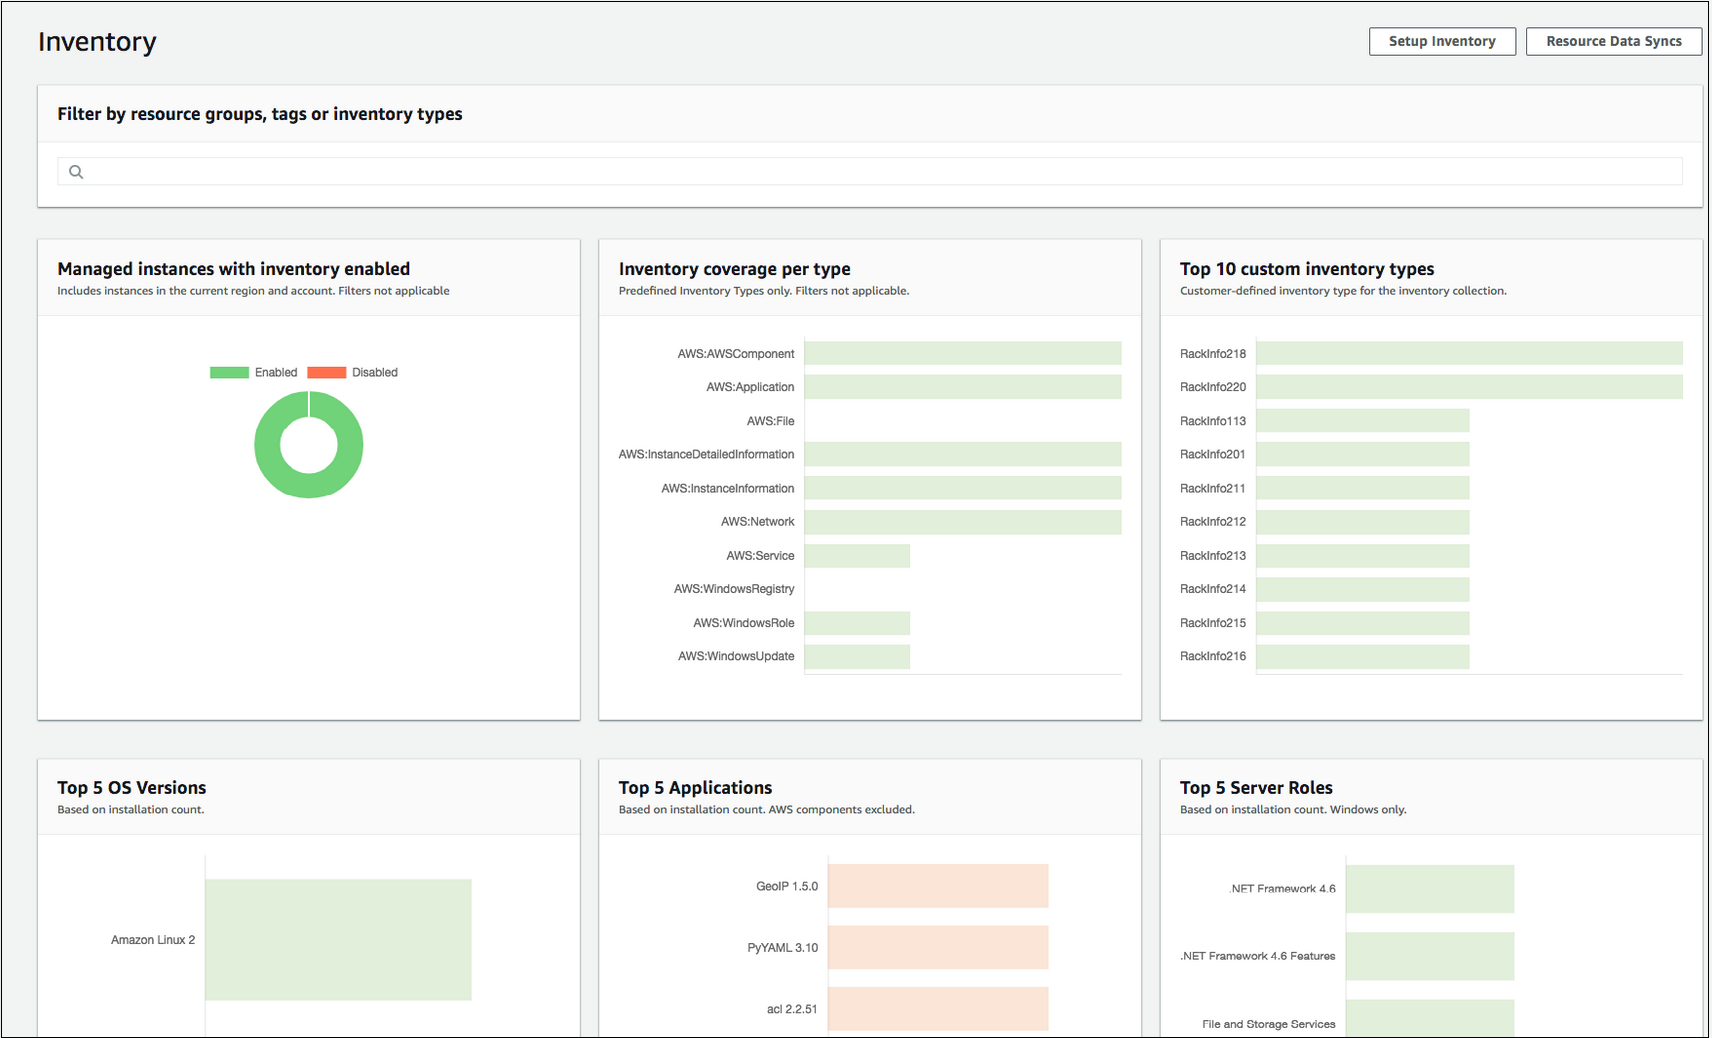 Inventory
Setup Inventory
Resource Data Syncs
Filter by resource groups, tags or inventory types
Managed instances with inventory enabled
Includes instances in the current region and account. Filters not applicable
Enabled
Disabled
Inventory coverage per type
Predefined Inventory Types only. Filters not applicable.
AWS:AWSComponent
AWS:Application
AWS:File
AWS:InstanceDetailedInformation
AWS:InstanceInformation
AWS:Network
AWS:Service
AWS:WindowsRegistry
AWS:WindowsRole
AWS:WindowsUpdate
Top 10 custom inventory types
Customer-defined inventory type for the inventory collection.
RackInfo218
RackInfo220
RackInfo113
RackInfo201
RackInfo211
RackInfo212
RackInfo213
RackInfo214
RackInfo215
RackInfo216
Top 5 OS Versions
Based on installation count.
Amazon Linux 2
Top 5 Applications
Based on installation count. AWS components excluded.
GeoIP 1.5.0
PyYAML 3.10
acl 2.2.51
Top 5 Server Roles
Based on installation count. Windows only.
.NET Framework 4.6
.NET Framework 4.6 Features
File and Storage Services